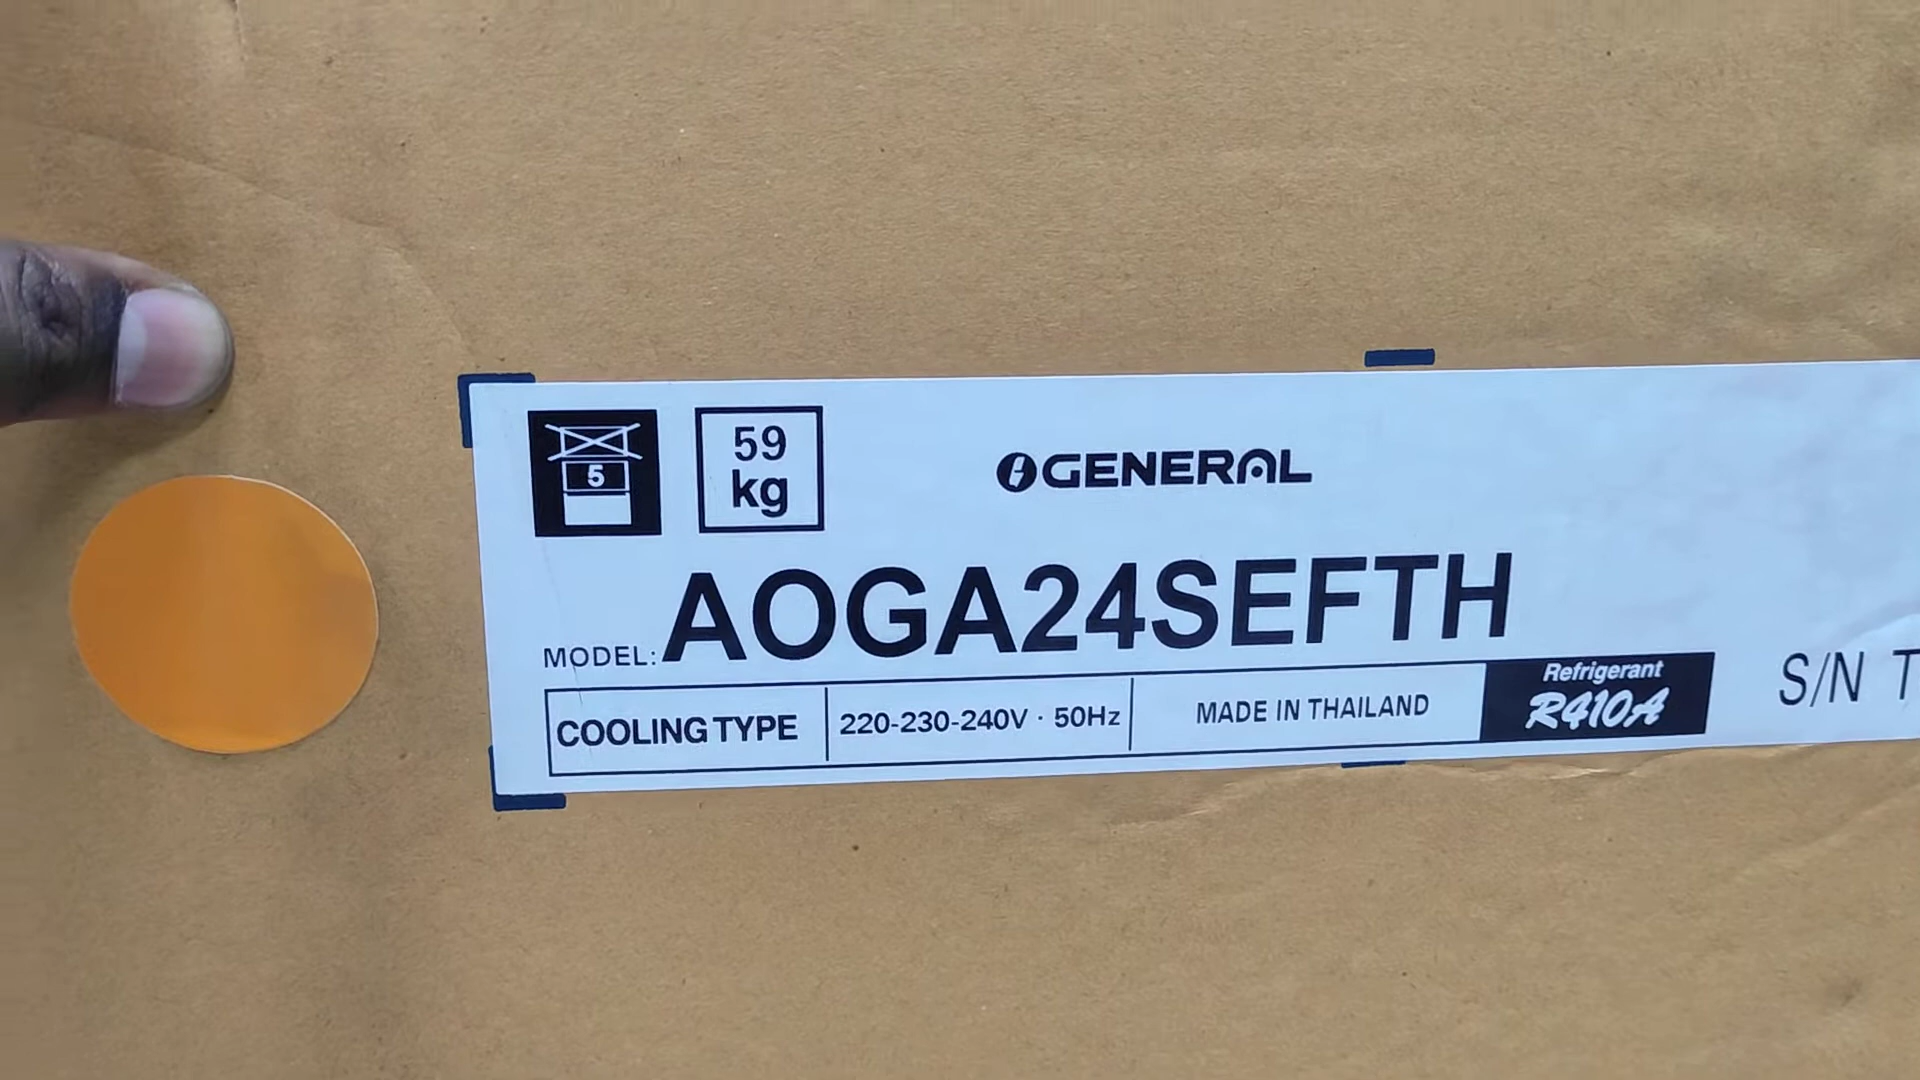 5
59
kg
GENERAL
MODEL: AOGA24SEFTH
COOLING TYPE
220-230-240V · 50Hz
MADE IN THAILAND
Refrigerant
R410A
S/N T